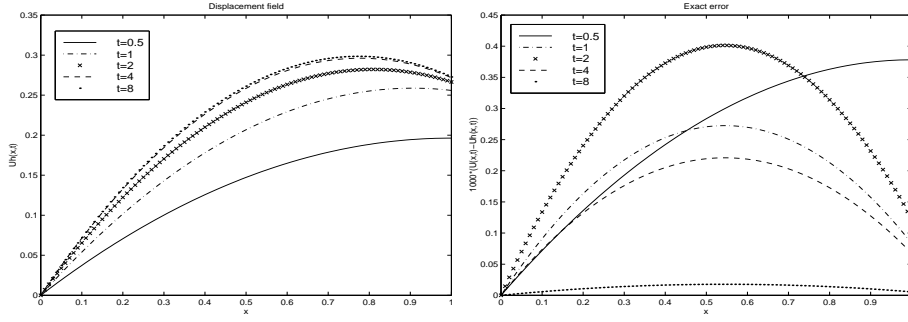 Displacement field
0.35
0.3
0.25
0.2
0.15
0.1
0.05
0
Uh(x,t)
t=0.5
t=1
t=2
t=4
t=8
0
0.1
0.2
0.3
0.4
0.5
0.6
0.7
0.8
0.9
1
x
Exact error
0.45
0.4
0.35
0.3
0.25
0.2
0.15
0.1
0.05
0
1000*(U(x,t)-Uh(x,t))
t=0.5
t=1
t=2
t=4
t=8
0
0.1
0.2
0.3
0.4
0.5
0.6
0.7
0.8
0.9
x